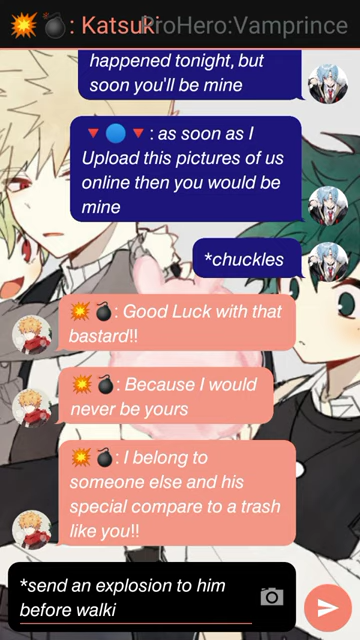 💥💣: Katsuki ProHero:Vamprince
happened tonight, but
soon you'll be mine
🔻🔵🔻: as soon as I
Upload this pictures of us
online then you would be
mine
*chuckles
💥💣: Good Luck with that
bastard!!
💥💣: Because I would
never be yours
💥💣: I belong to
someone else and his
special compare to a trash
like you!!
*send an explosion to him
before walki